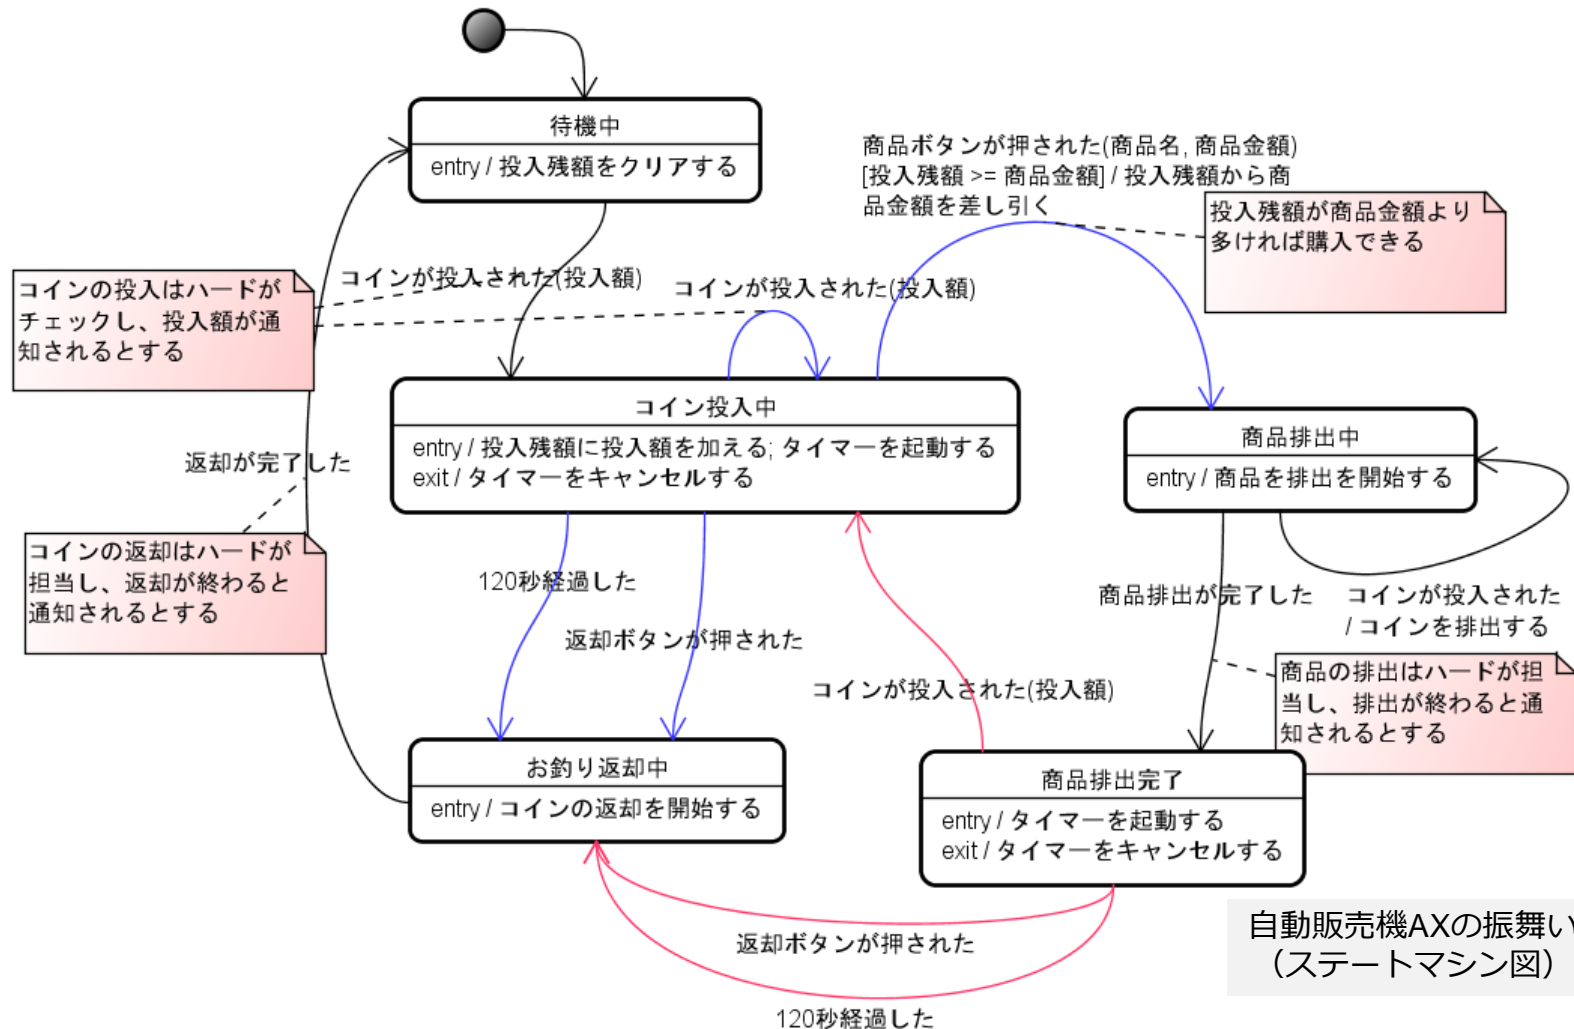 待機中
entry / 投入残額をクリアする
商品ボタンが押された(商品名, 商品金額)
[投入残額 >= 商品金額] / 投入残額から商
品金額を差し引く
投入残額が商品金額より
多ければ購入できる
コインの投入はハードが
チェックし、投入額が通
知されるとする
コインが投入された(投入額)
コインが投入された(投入額)
コイン投入中
entry / 投入残額に投入額を加える; タイマーを起動する
exit / タイマーをキャンセルする
商品排出中
entry / 商品を排出を開始する
返却が完了した
コインの返却はハードが
担当し、返却が終わると
通知されるとする
120秒経過した
返却ボタンが押された
商品排出が完了した
コインが投入された
/ コインを排出する
コインが投入された(投入額)
商品の排出はハードが担
当し、排出が終わると通
知されるとする
お釣り返却中
entry / コインの返却を開始する
商品排出完了
entry / タイマーを起動する
exit / タイマーをキャンセルする
返却ボタンが押された
120秒経過した
自動販売機AXの振舞い
（ステートマシン図）